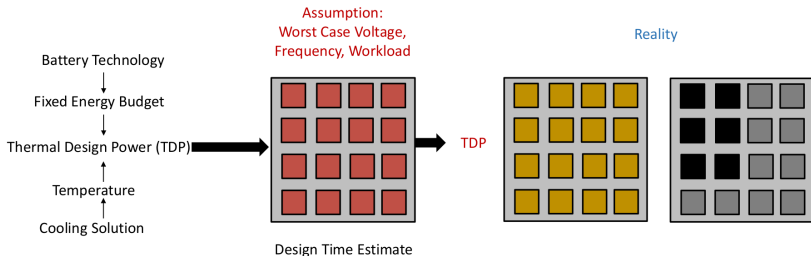 Assumption:
Worst Case Voltage,
Frequency, Workload
Reality
Battery Technology
Fixed Energy Budget
Thermal Design Power (TDP)
TDP
Temperature
Cooling Solution
Design Time Estimate